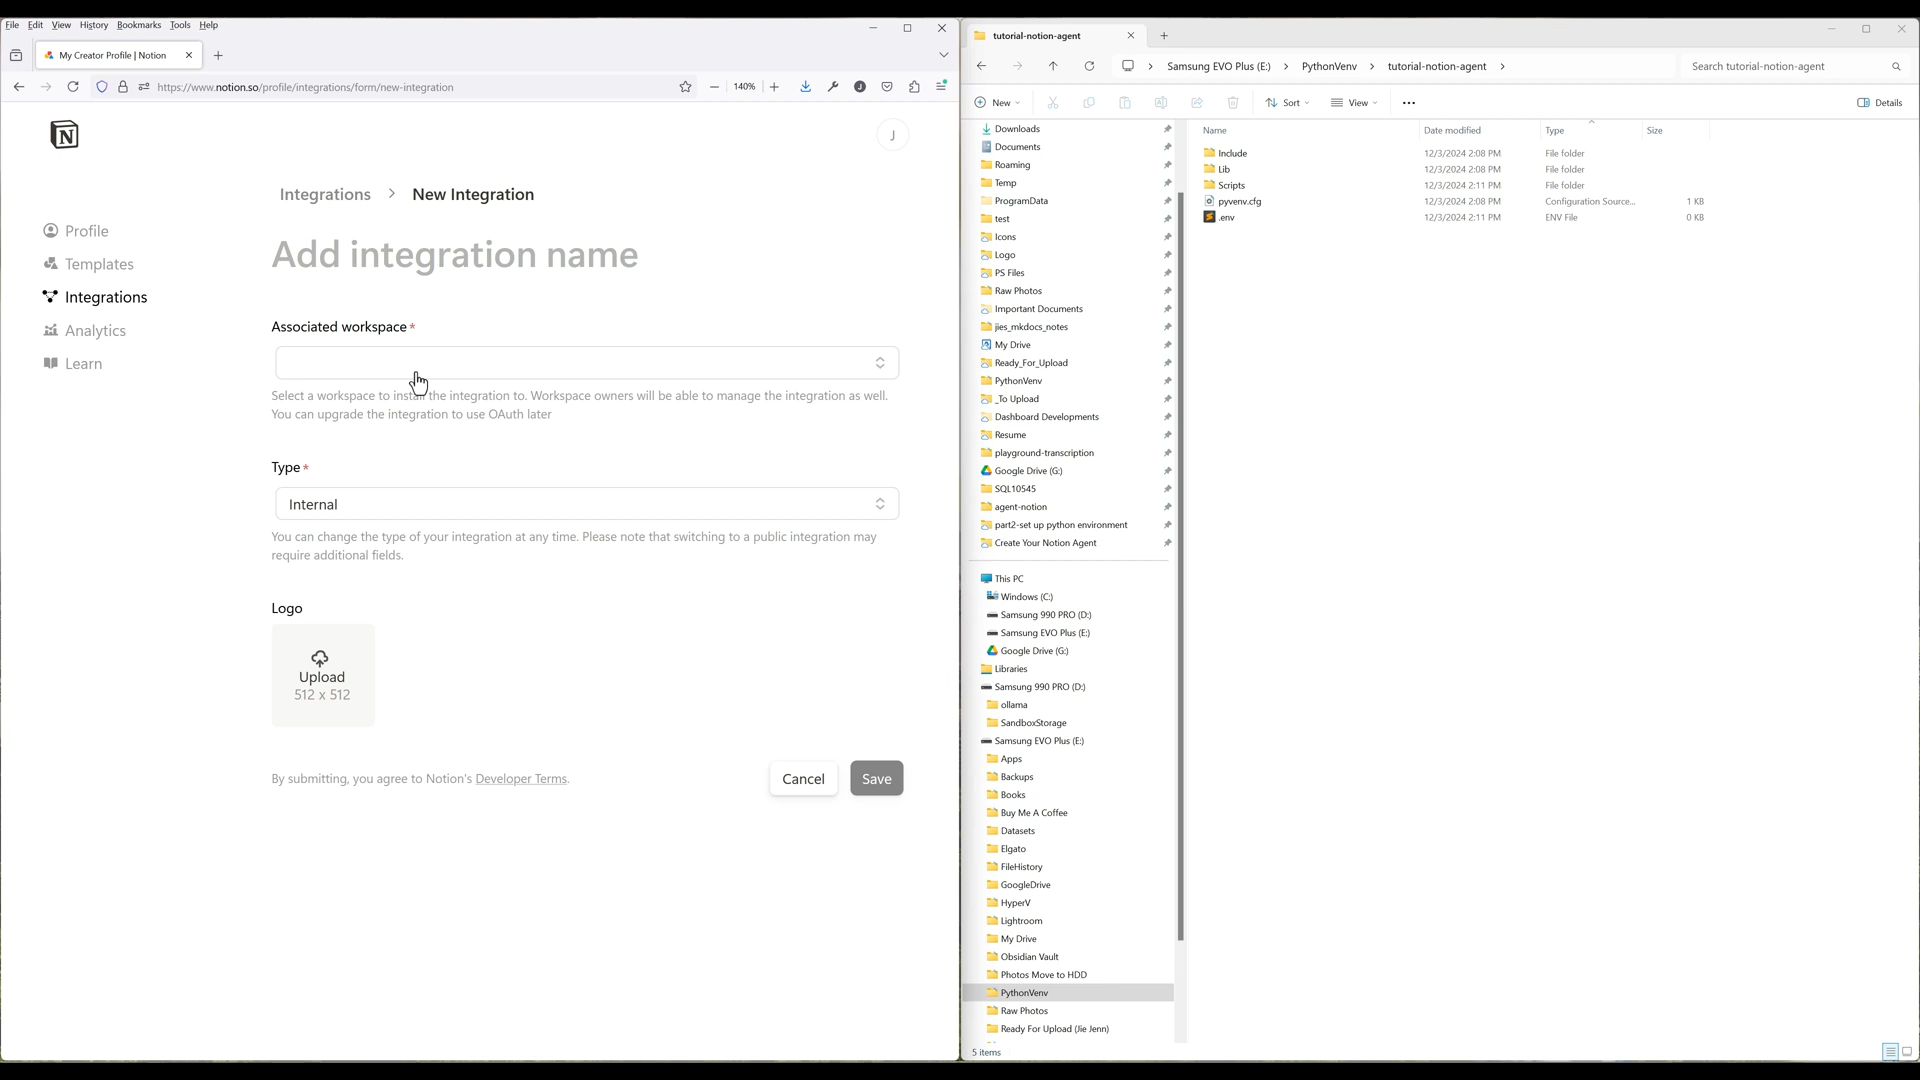 File Edit View History Bookmarks Tools Help
My Creator Profile | Notion
https://www.notion.so/profile/integrations/form/new-integration
140%
J
N
J
Integrations > New Integration
Profile
Templates
Integrations
Analytics
Learn
Add integration name
Associated workspace *
Select a workspace to install the integration to. Workspace owners will be able to manage the integration as well.
You can upgrade the integration to use OAuth later
Type *
Internal
You can change the type of your integration at any time. Please note that switching to a public integration may
require additional fields.
Logo
Upload
512 x 512
By submitting, you agree to Notion's Developer Terms.
Cancel
Save
tutorial-notion-agent
Samsung EVO Plus (E:) > PythonVenv > tutorial-notion-agent >
Search tutorial-notion-agent
New
Sort
View
Details
Downloads
Documents
Roaming
Temp
ProgramData
test
Icons
Logo
PS Files
Raw Photos
Important Documents
jies_mkdocs_notes
My Drive
Ready_For_Upload
PythonVenv
_To Upload
Dashboard Developments
Resume
playground-transcription
Google Drive (G:)
SQL10545
agent-notion
part2-set up python environment
Create Your Notion Agent
This PC
Windows (C:)
Samsung 990 PRO (D:)
Samsung EVO Plus (E:)
Google Drive (G:)
Libraries
Samsung 990 PRO (D:)
ollama
SandboxStorage
Samsung EVO Plus (E:)
Apps
Backups
Books
Buy Me A Coffee
Datasets
Elgato
FileHistory
GoogleDrive
HyperV
Lightroom
My Drive
Obsidian Vault
Photos Move to HDD
PythonVenv
Raw Photos
Ready For Upload (Jie Jenn)
Name Date modified Type Size
Include 12/3/2024 2:08 PM File folder
Lib 12/3/2024 2:08 PM File folder
Scripts 12/3/2024 2:11 PM File folder
pyvenv.cfg 12/3/2024 2:08 PM Configuration Source... 1 KB
.env 12/3/2024 2:11 PM ENV File 0 KB
5 items